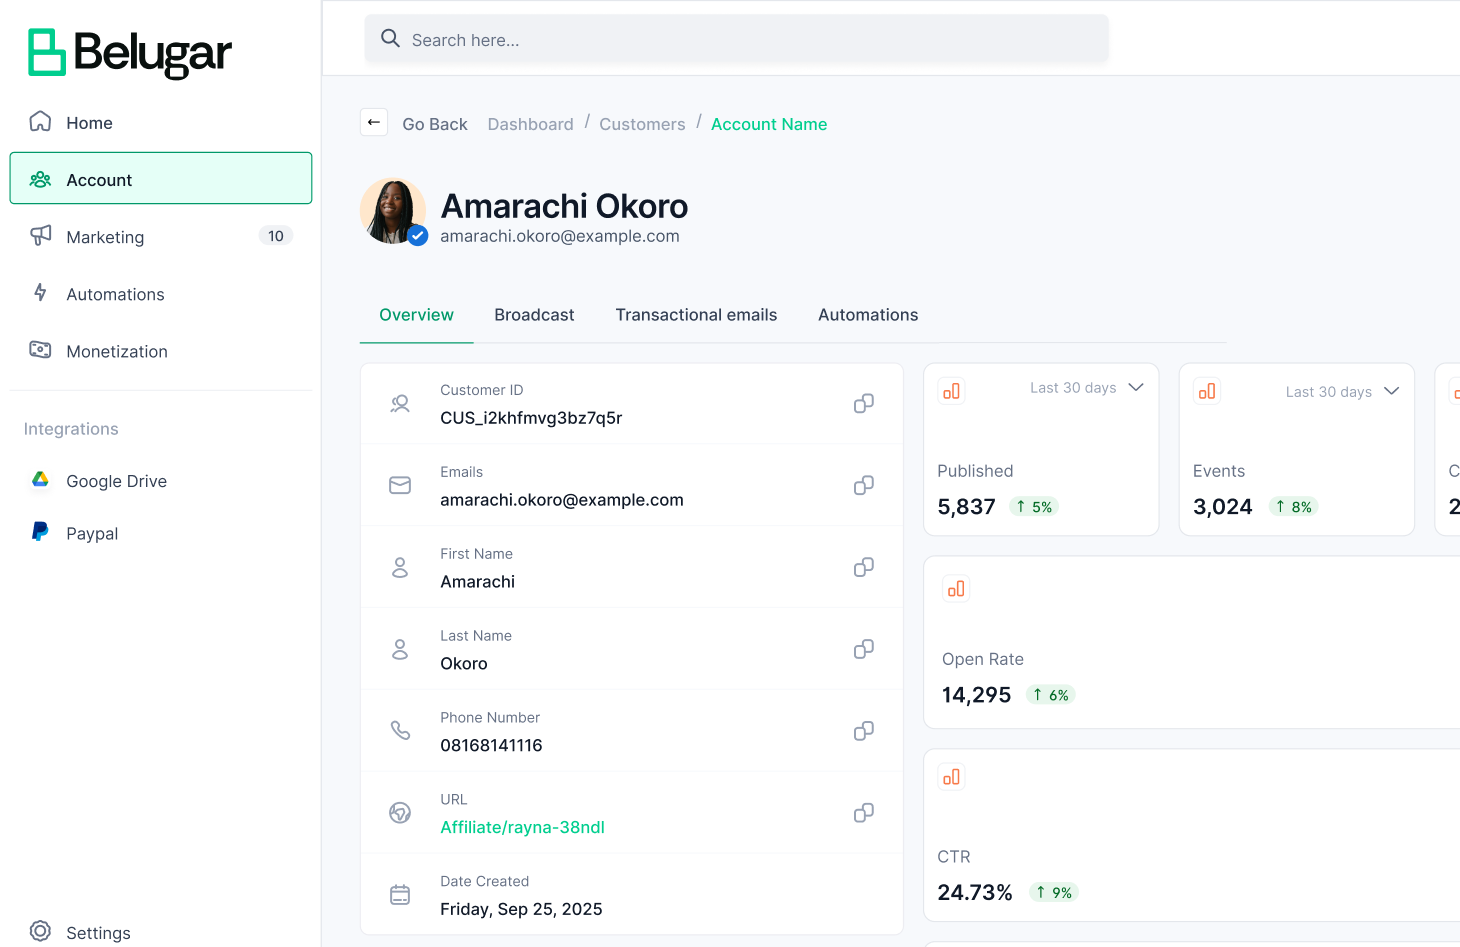 Belugar
Search here...
Home
Account
Marketing 10
Automations
Monetization
Integrations
Google Drive
Paypal
Settings
← Go Back Dashboard / Customers / Account Name
Amarachi Okoro
amarachi.okoro@example.com
Overview Broadcast Transactional emails Automations
Customer ID
CUS_i2khfmvg3bz7q5r
Emails
amarachi.okoro@example.com
First Name
Amarachi
Last Name
Okoro
Phone Number
08168141116
URL
Affiliate/rayna-38ndl
Date Created
Friday, Sep 25, 2025
Last 30 days
Published
5,837 ↑ 5%
Last 30 days
Events
3,024 ↑ 8%
Open Rate
14,295 ↑ 6%
CTR
24.73% ↑ 9%